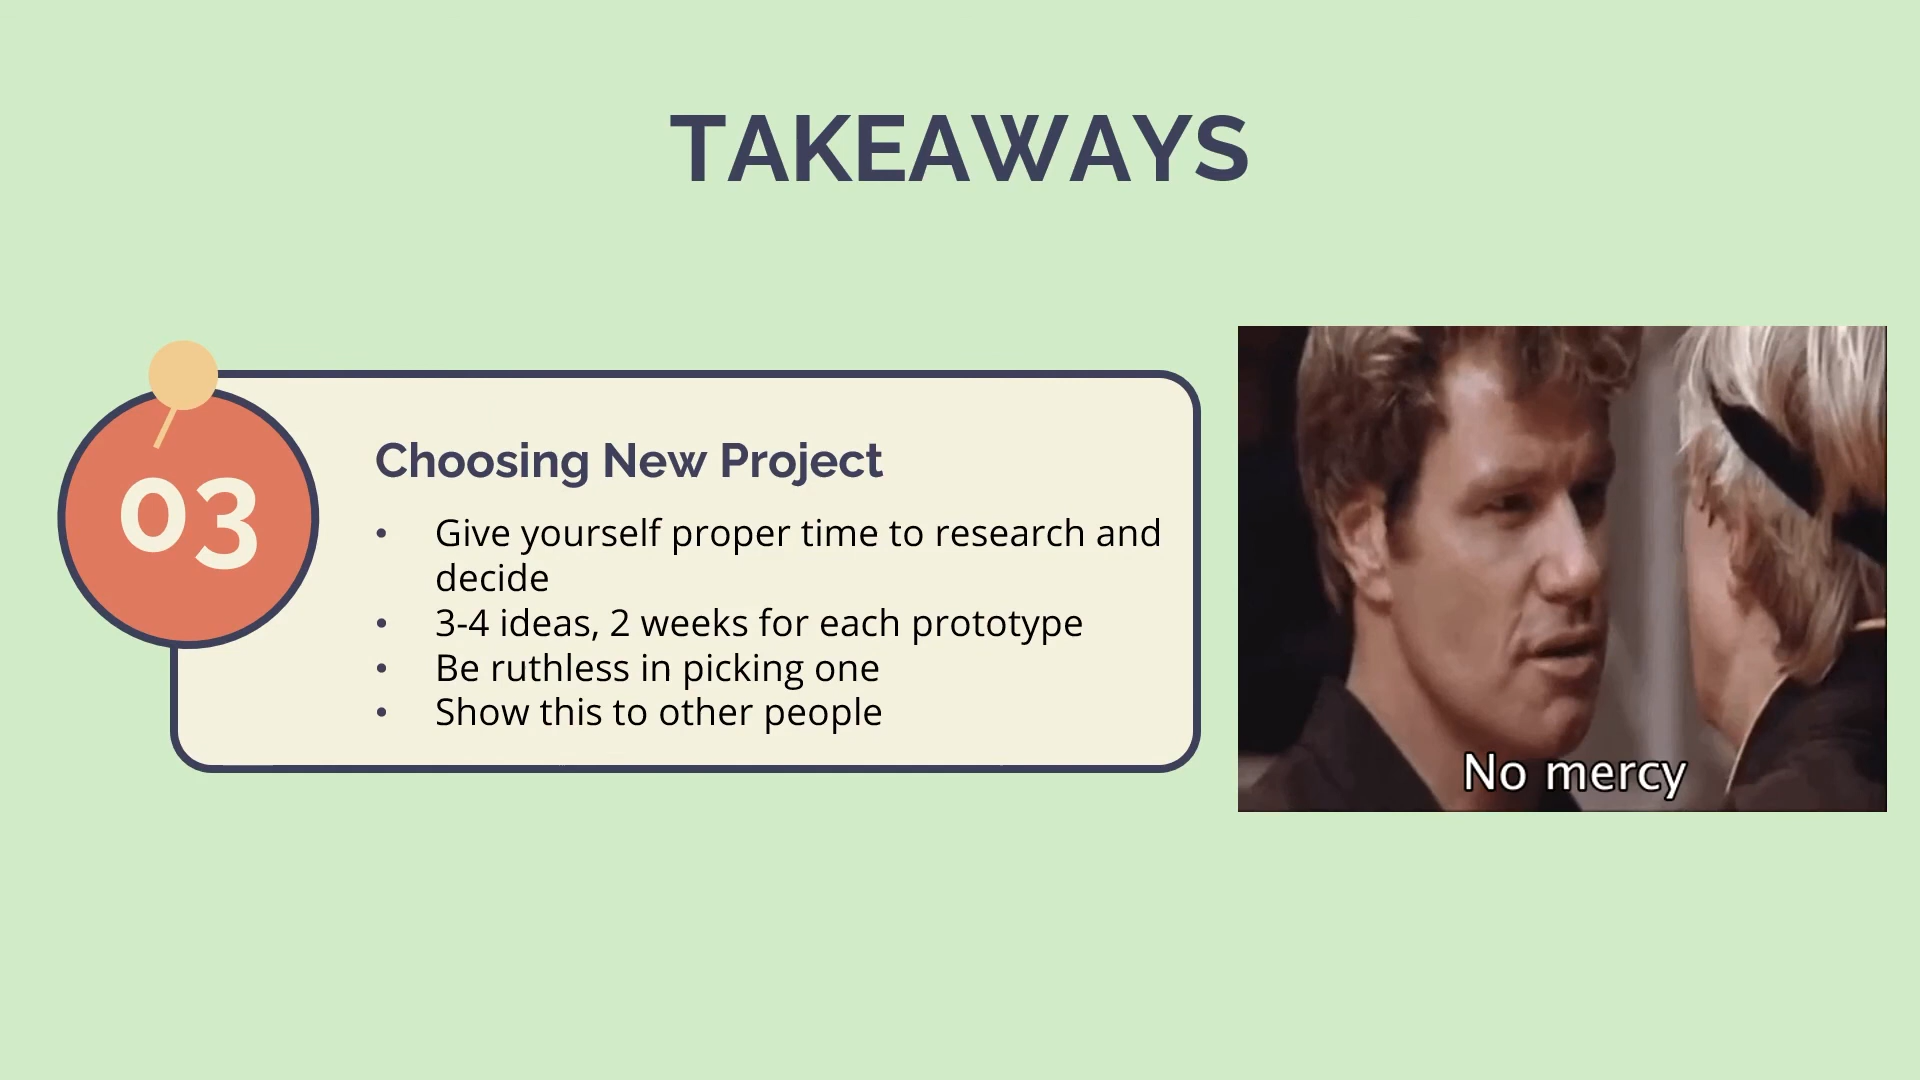 TAKEAWAYS
03
Choosing New Project
• Give yourself proper time to research and
decide
• 3-4 ideas, 2 weeks for each prototype
• Be ruthless in picking one
• Show this to other people
No mercy